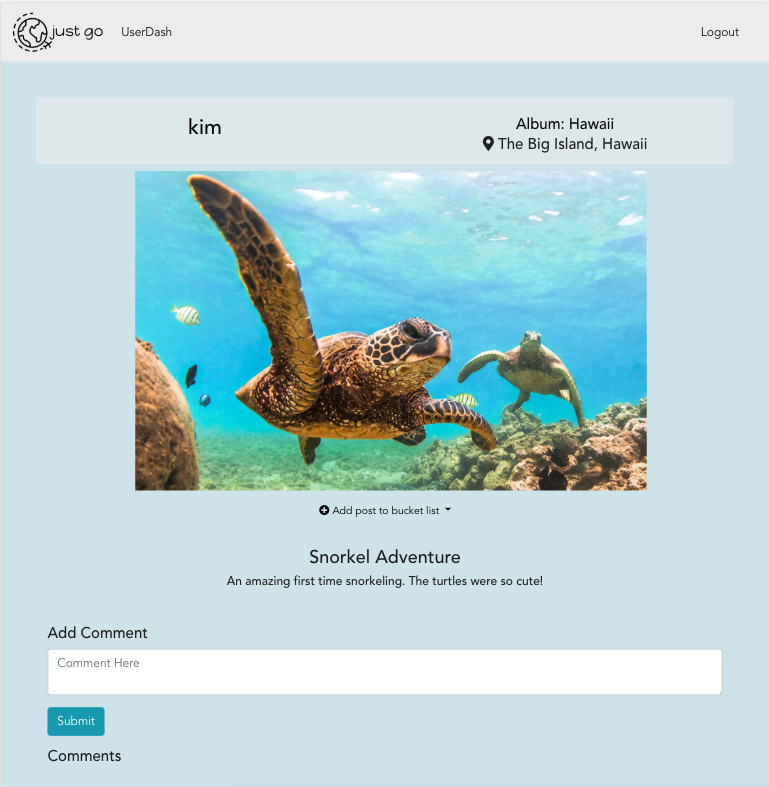 just go
UserDash
Logout
kim
Album: Hawaii
The Big Island, Hawaii
Add post to bucket list
Snorkel Adventure
An amazing first time snorkeling. The turtles were so cute!
Add Comment
Comment Here
Submit
Comments